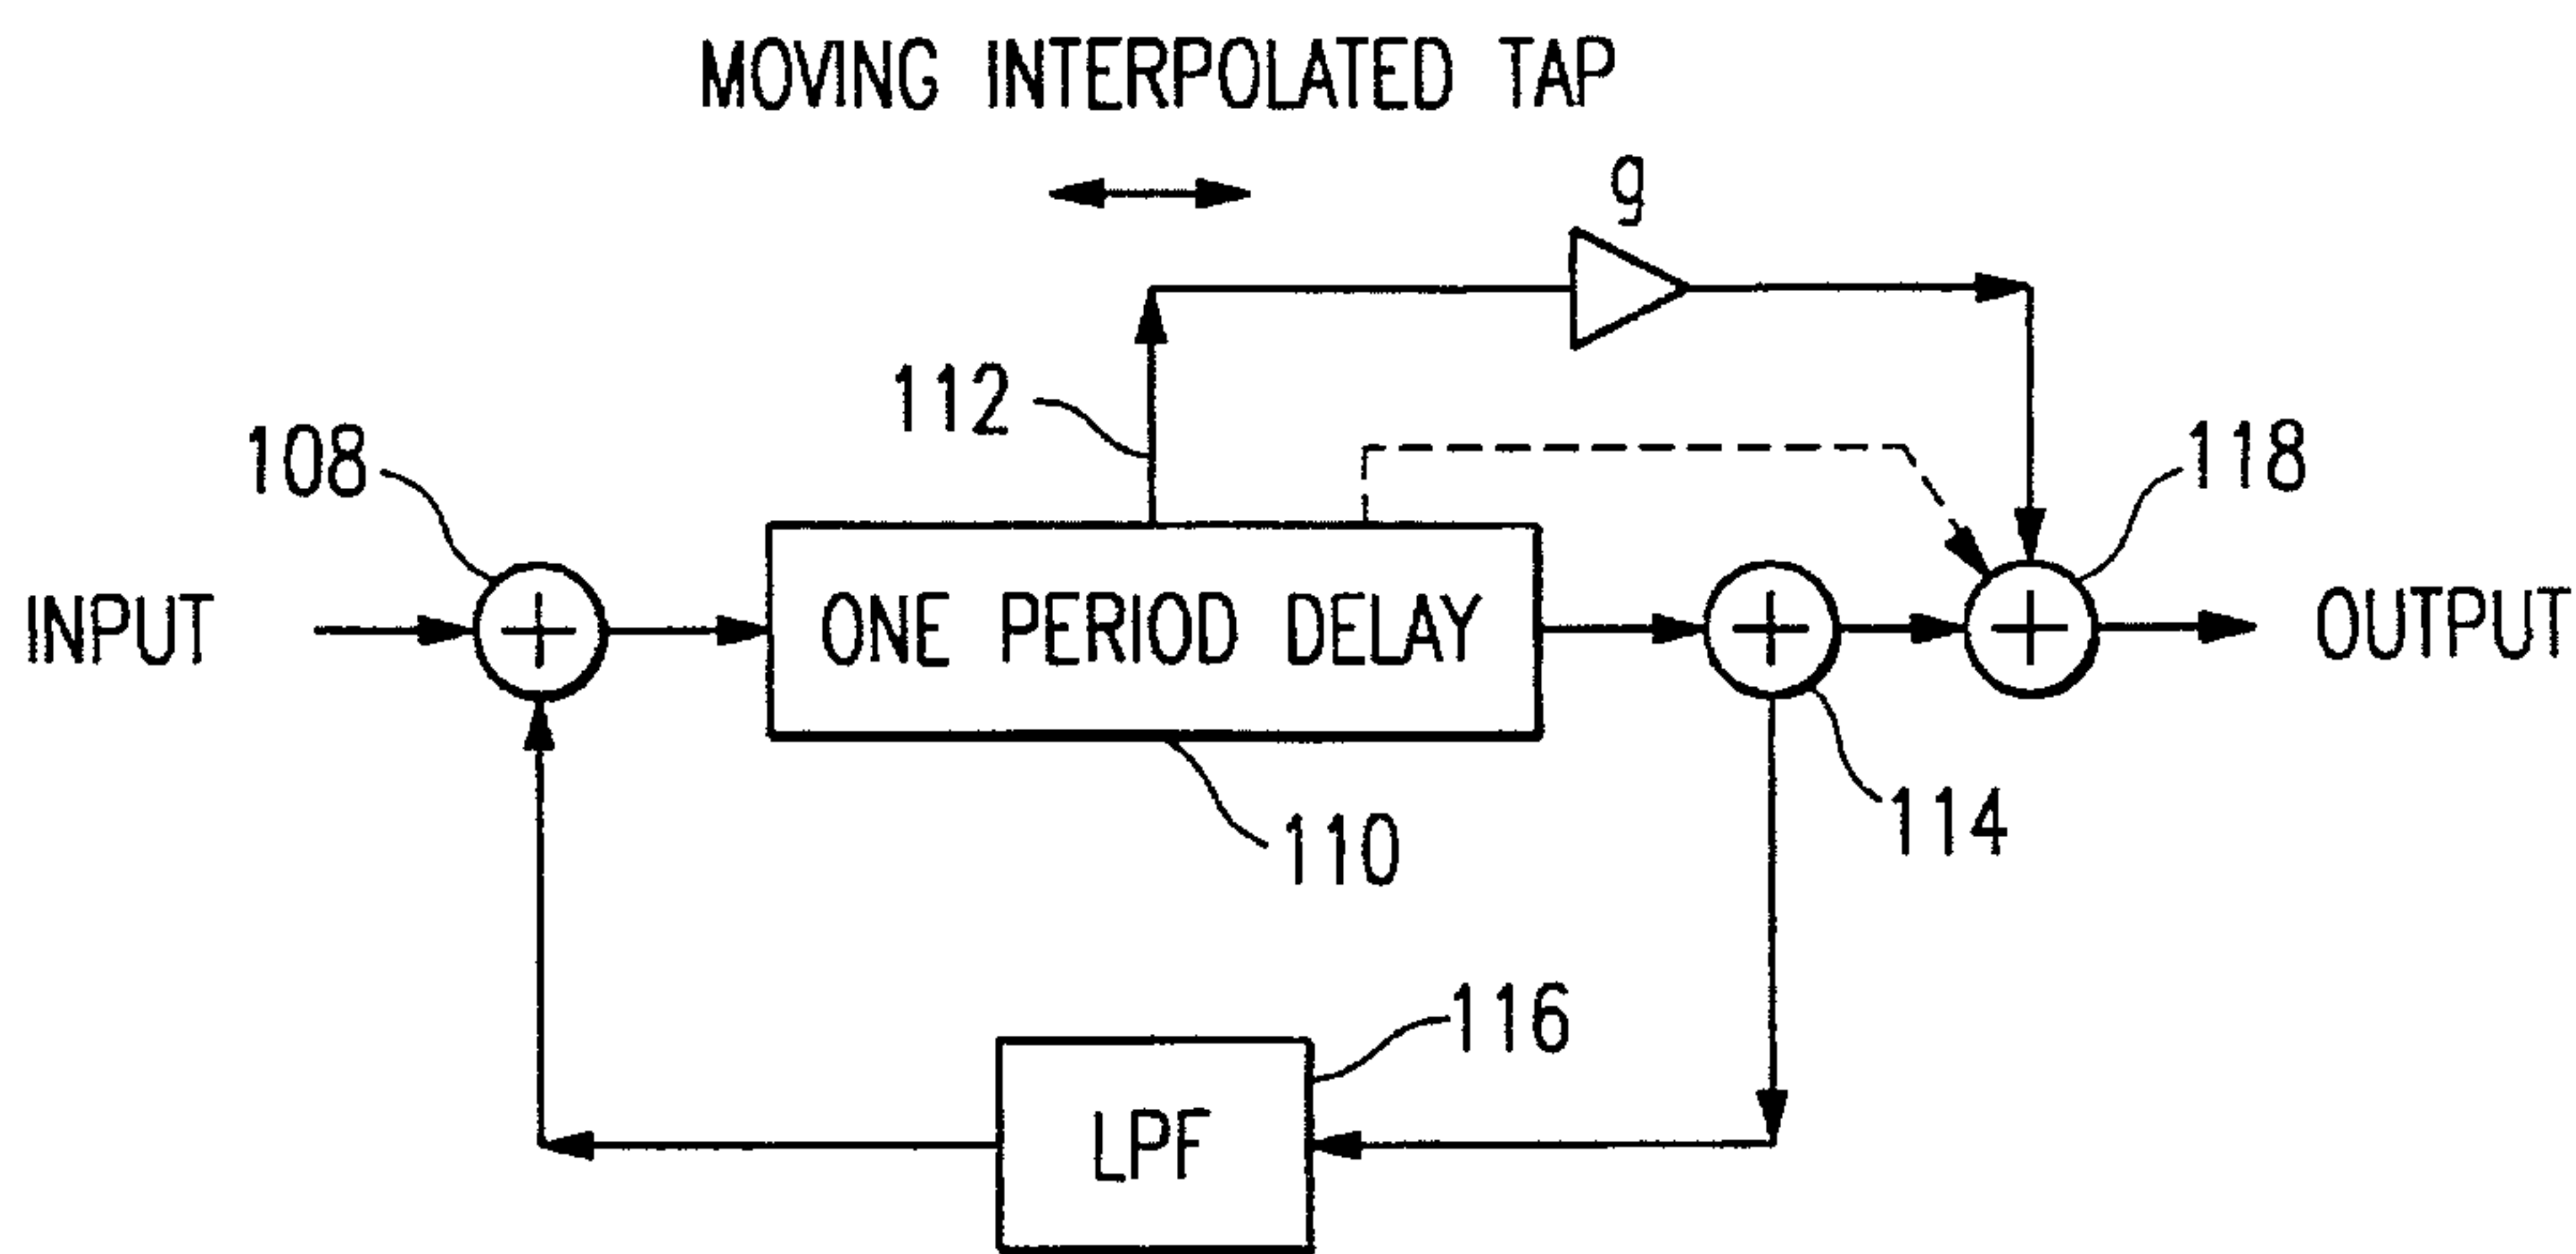 MOVING INTERPOLATED TAP
g
112
108
118
INPUT
+
ONE PERIOD DELAY
+
+
OUTPUT
110
114
116
LPF